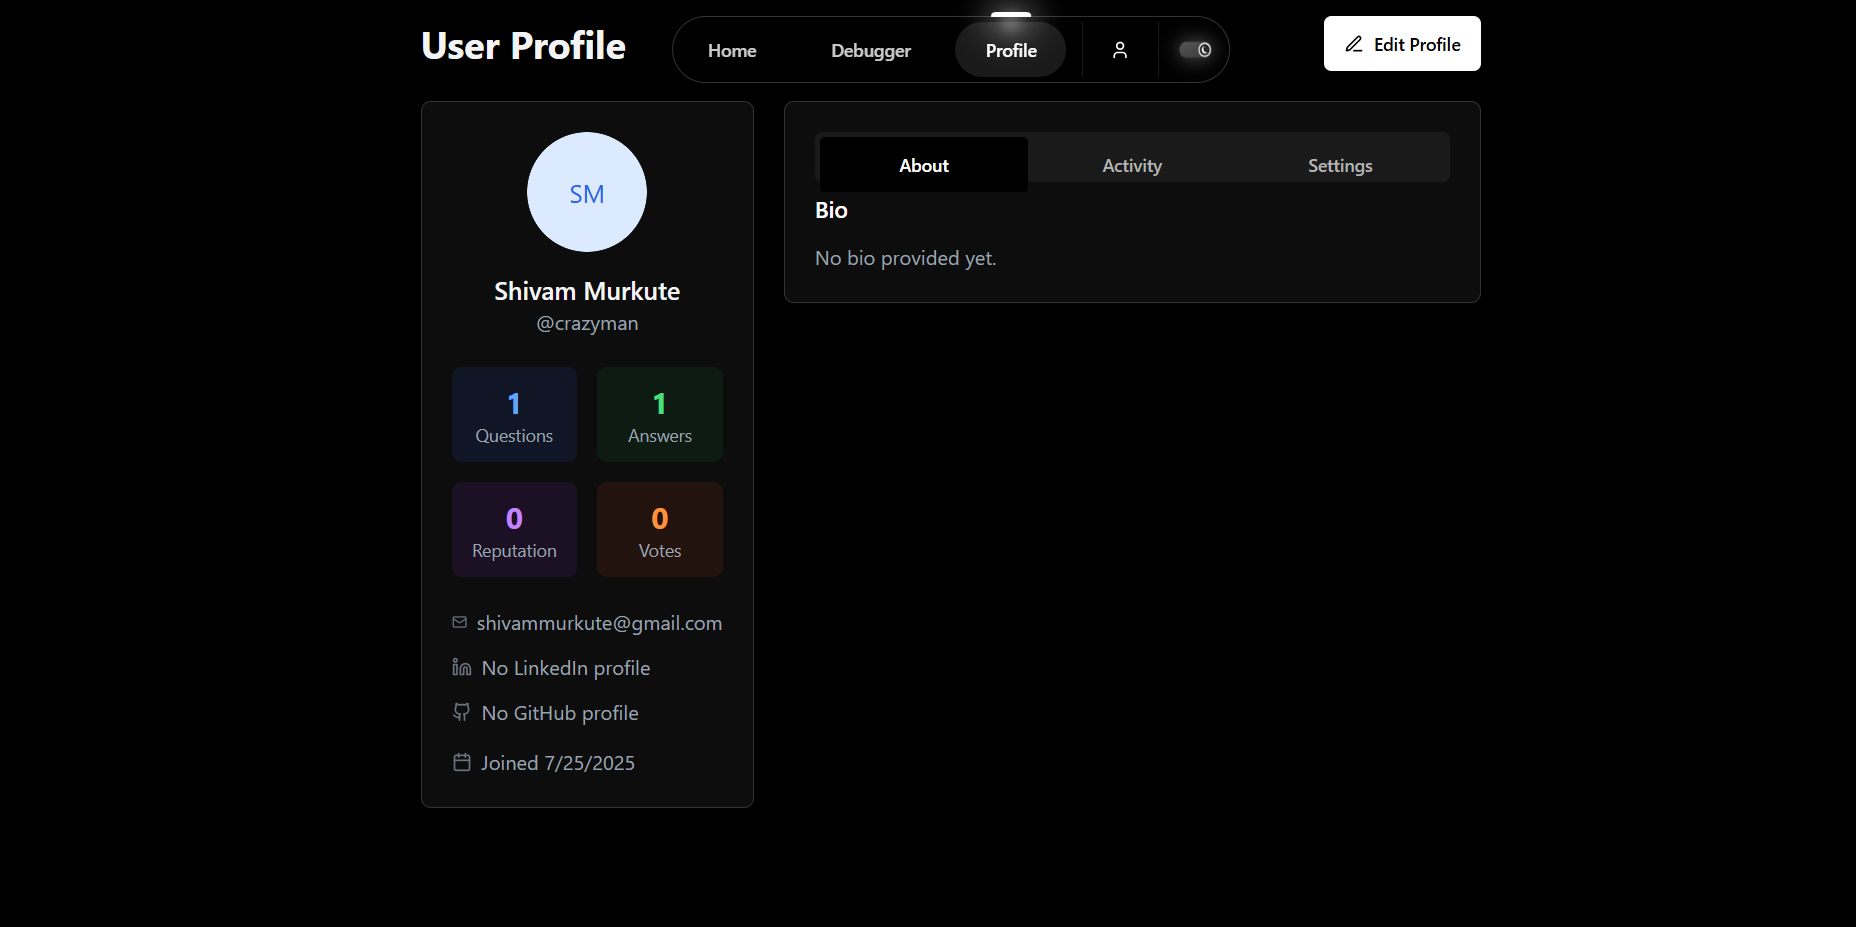 User Profile
Home
Debugger
Profile
Edit Profile
SM
Shivam Murkute
@crazyman
1
Questions
1
Answers
0
Reputation
0
Votes
shivammurkute@gmail.com
No LinkedIn profile
No GitHub profile
Joined 7/25/2025
About
Activity
Settings
Bio
No bio provided yet.